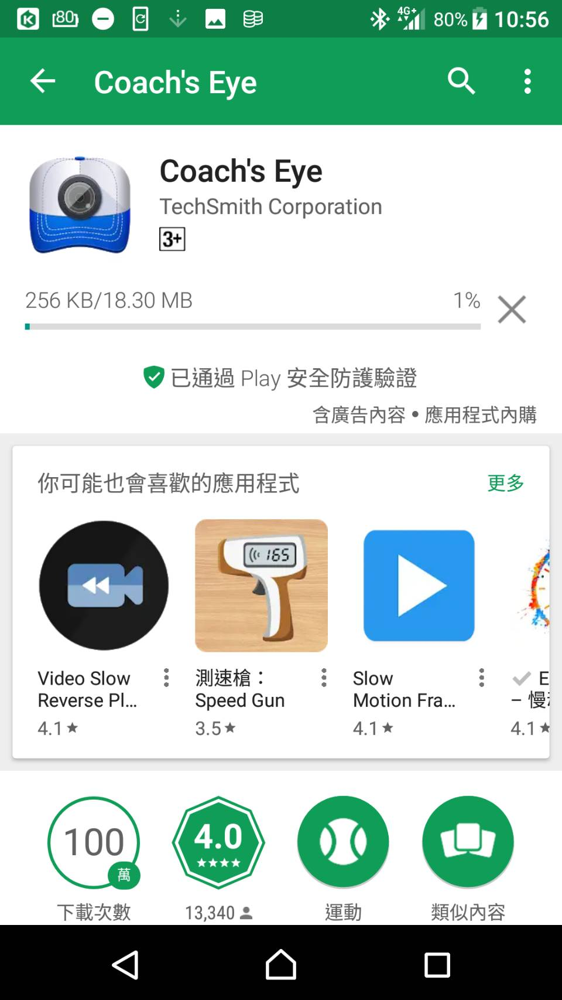 80
4G+
80%
10:56
Coach's Eye
Coach's Eye
TechSmith Corporation
3+
256 KB/18.30 MB
1%
已通過 Play 安全防護驗證
含廣告內容 • 應用程式內購
你可能也會喜歡的應用程式
更多
165
Video Slow
Reverse Pl...
4.1★
測速槍：
Speed Gun
3.5★
Slow
Motion Fra...
4.1★
E
– 慢
4.1★
100
萬
下載次數
4.0
★★★★
13,340
運動
類似內容